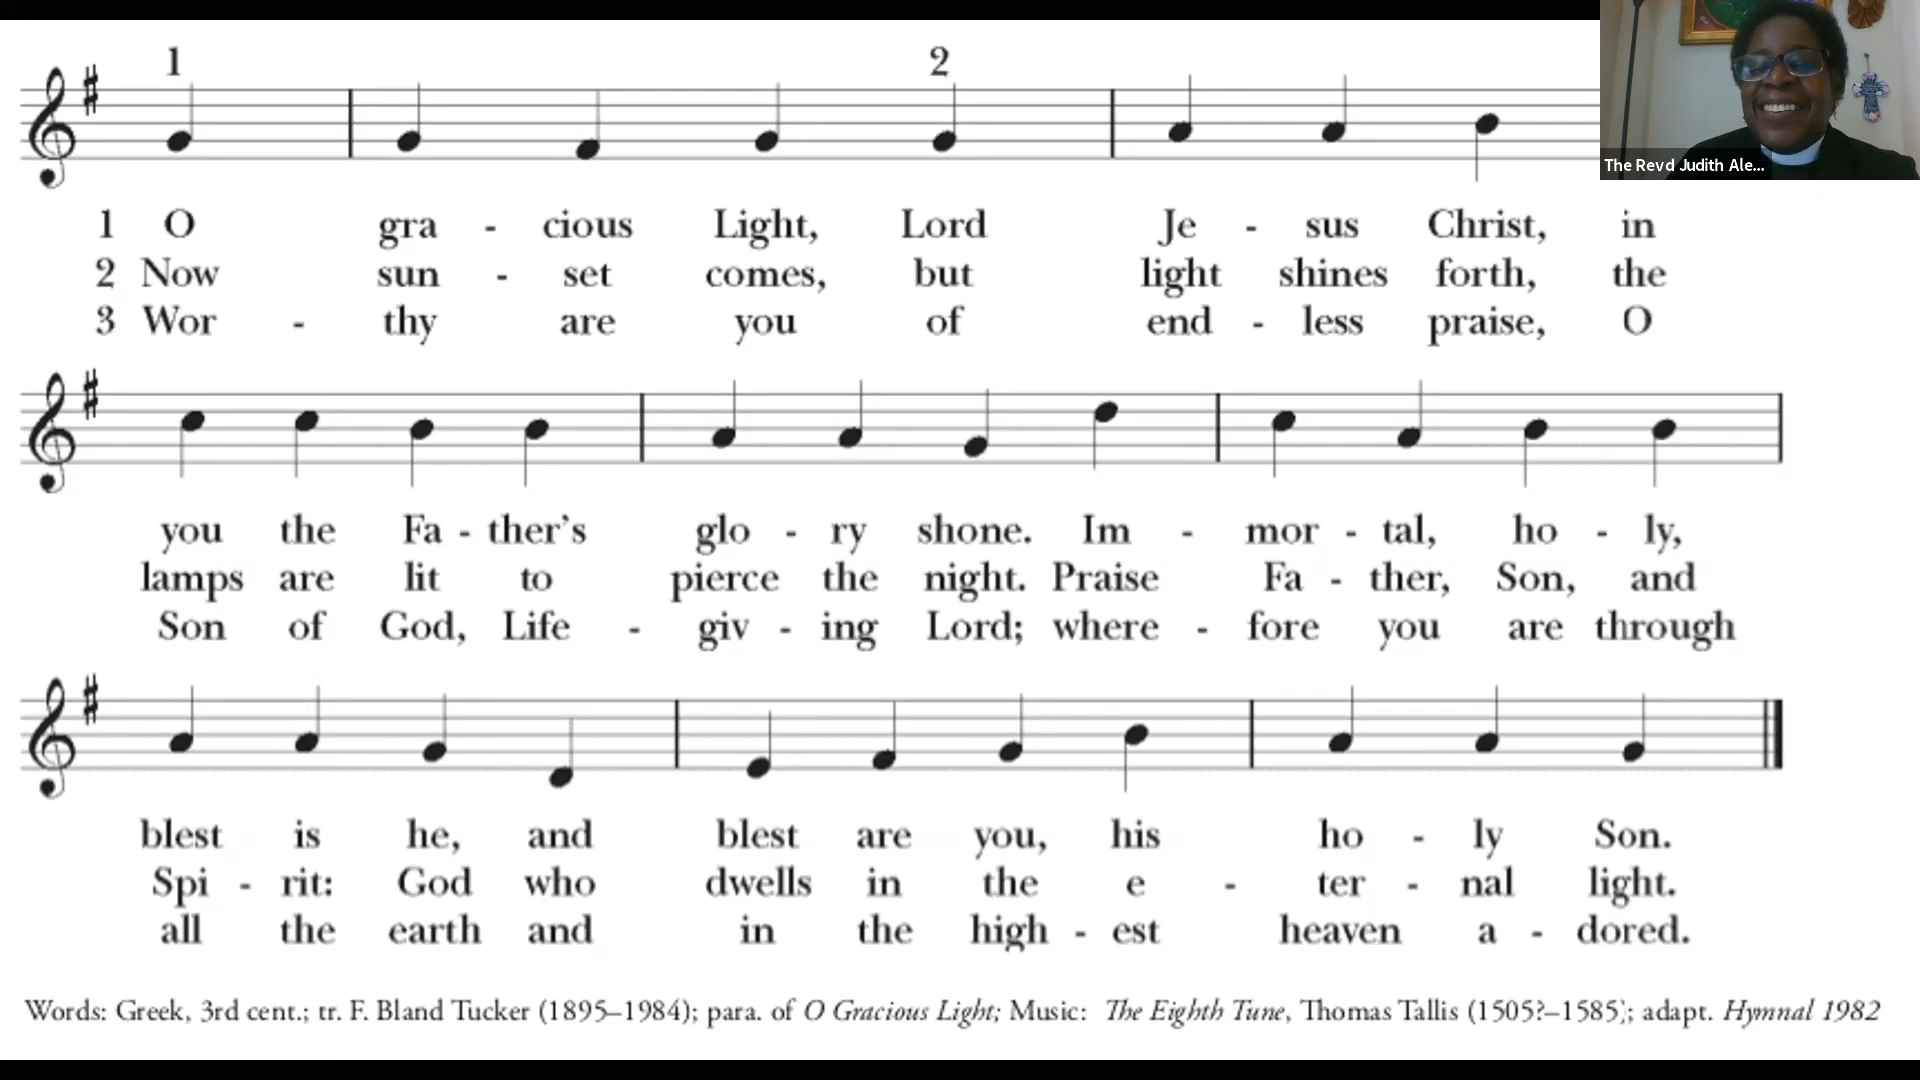 1 2
The Revd Judith Ale...
1 O gra - cious Light, Lord Je - sus Christ, in
2 Now sun - set comes, but light shines forth, the
3 Wor - thy are you of end - less praise, O
you the Fa - ther’s glo - ry shone. Im - mor - tal, ho - ly,
lamps are lit to pierce the night. Praise Fa - ther, Son, and
Son of God, Life - giv - ing Lord; where - fore you are through
blest is he, and blest are you, his ho - ly Son.
Spi - rit: God who dwells in the e - ter - nal light.
all the earth and in the high - est heaven a - dored.
Words: Greek, 3rd cent.; tr. F. Bland Tucker (1895–1984); para. of O Gracious Light; Music: The Eighth Tune, Thomas Tallis (1505?–1585); adapt. Hymnal 1982